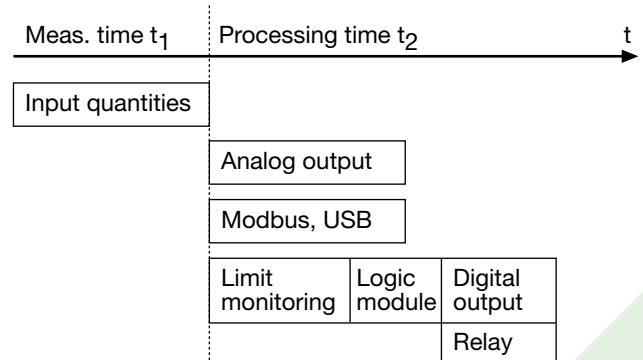 Meas. time t1 Processing time t2 t
Input quantities
Analog output
Modbus, USB
Limit monitoring
Logic module
Digital output
Relay